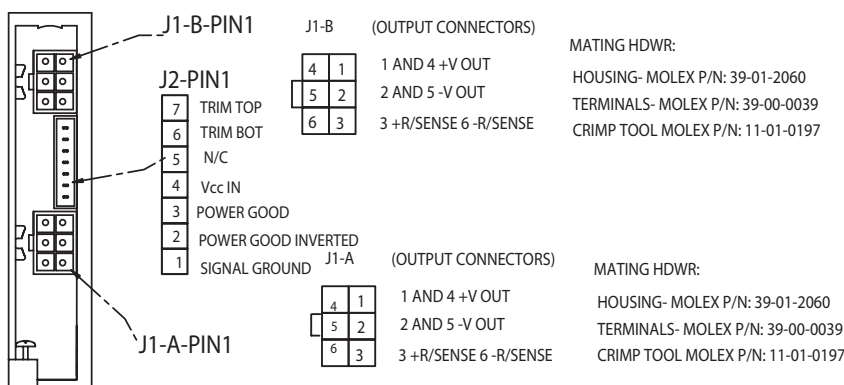 J1-B-PIN1
J1-B (OUTPUT CONNECTORS)
4 1 1 AND 4 +V OUT
5 2 2 AND 5 -V OUT
6 3 3 +R/SENSE 6 -R/SENSE
MATING HDWR:
HOUSING- MOLEX P/N: 39-01-2060
TERMINALS- MOLEX P/N: 39-00-0039
CRIMP TOOL MOLEX P/N: 11-01-0197
J2-PIN1
7 TRIM TOP
6 TRIM BOT
5 N/C
4 Vcc IN
3 POWER GOOD
2 POWER GOOD INVERTED
1 SIGNAL GROUND
J1-A (OUTPUT CONNECTORS)
4 1 1 AND 4 +V OUT
5 2 2 AND 5 -V OUT
6 3 3 +R/SENSE 6 -R/SENSE
MATING HDWR:
HOUSING- MOLEX P/N: 39-01-2060
TERMINALS- MOLEX P/N: 39-00-0039
CRIMP TOOL MOLEX P/N: 11-01-0197
J1-A-PIN1